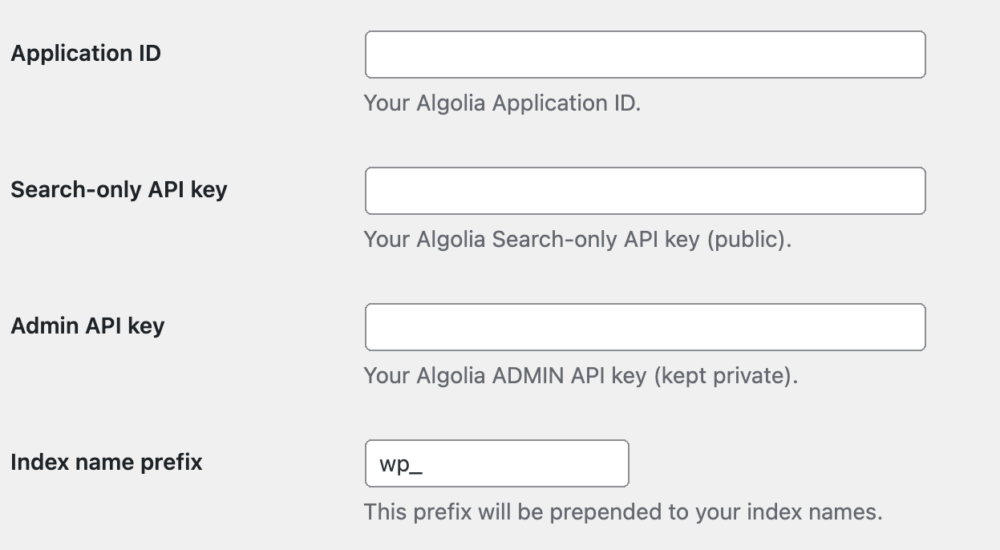 Application ID
Your Algolia Application ID.
Search-only API key
Your Algolia Search-only API key (public).
Admin API key
Your Algolia ADMIN API key (kept private).
Index name prefix
wp_
This prefix will be prepended to your index names.